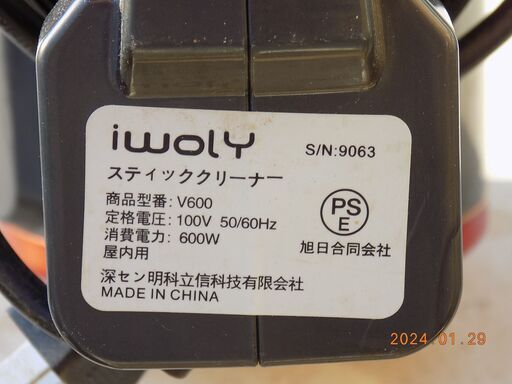 iwoly
S/N:9063
スティッククリーナー
商品型番: V600
定格電圧: 100V 50/60Hz
消費電力: 600W
屋内用
PS
E
旭日合同会社
深セン明科立信科技有限会社
MADE IN CHINA
2024.01.29